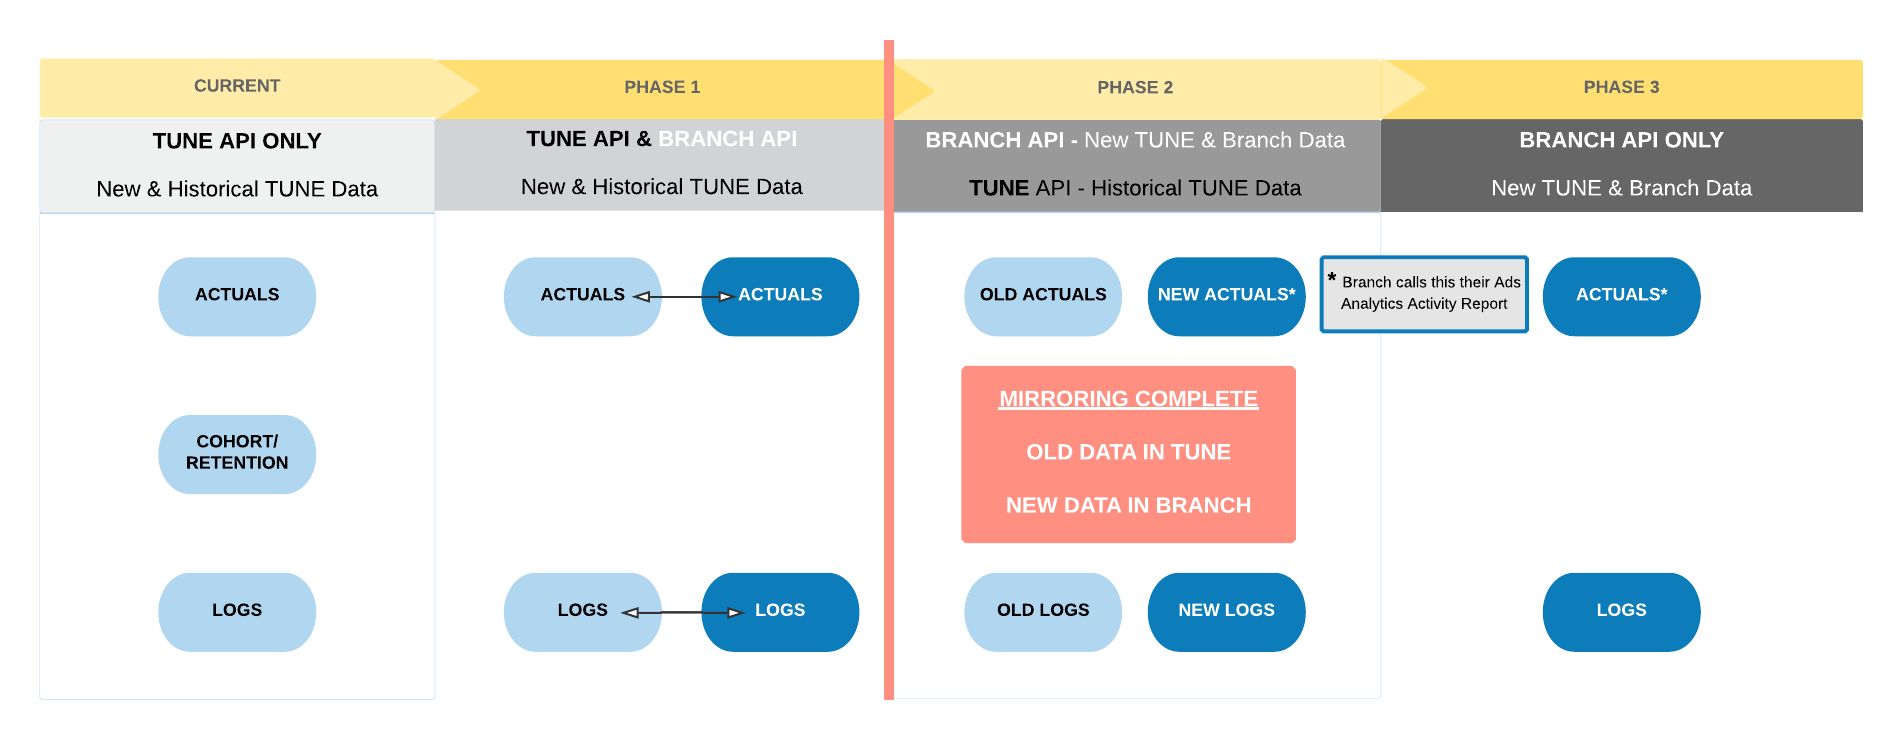 CURRENT
PHASE 1
PHASE 2
PHASE 3
TUNE API ONLY
New & Historical TUNE Data
TUNE API & BRANCH API
New & Historical TUNE Data
BRANCH API - New TUNE & Branch Data
TUNE API - Historical TUNE Data
BRANCH API ONLY
New TUNE & Branch Data
ACTUALS
ACTUALS
ACTUALS
OLD ACTUALS
NEW ACTUALS*
* Branch calls this their Ads
Analytics Activity Report
ACTUALS*
COHORT/
RETENTION
MIRRORING COMPLETE
OLD DATA IN TUNE
NEW DATA IN BRANCH
LOGS
LOGS
LOGS
OLD LOGS
NEW LOGS
LOGS